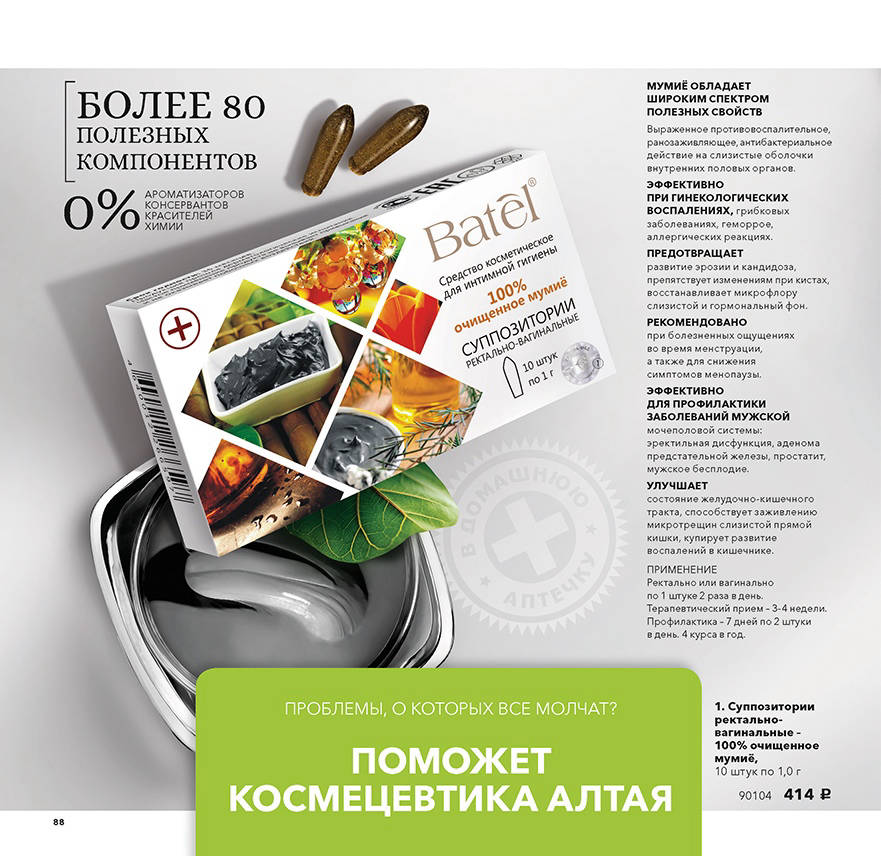 БОЛЕЕ 80
ПОЛЕЗНЫХ
КОМПОНЕНТОВ
0%
АРОМАТИЗАТОРОВ
КОНСЕРВАНТОВ
КРАСИТЕЛЕЙ
ХИМИИ
Batel®
Средство косметическое
для интимной гигиены
100%
очищенное мумиё
СУППОЗИТОРИИ
РЕКТАЛЬНО-ВАГИНАЛЬНЫЕ
10 штук
по 1 г
В ДОМАШНЮЮ
АПТЕЧКУ
МУМИЁ ОБЛАДАЕТ
ШИРОКИМ СПЕКТРОМ
ПОЛЕЗНЫХ СВОЙСТВ
Выраженное противовоспалительное,
ранозаживляющее, антибактериальное
действие на слизистые оболочки
внутренних половых органов.
ЭФФЕКТИВНО
ПРИ ГИНЕКОЛОГИЧЕСКИХ
ВОСПАЛЕНИЯХ, грибковых
заболеваниях, геморрое,
аллергических реакциях.
ПРЕДОТВРАЩАЕТ
развитие эрозии и кандидоза,
препятствует изменениям при кистах,
восстанавливает микрофлору
слизистой и гормональный фон.
РЕКОМЕНДОВАНО
при болезненных ощущениях
во время менструации,
а также для снижения
симптомов менопаузы.
ЭФФЕКТИВНО
ДЛЯ ПРОФИЛАКТИКИ
ЗАБОЛЕВАНИЙ МУЖСКОЙ
мочеполовой системы:
эректильная дисфункция, аденома
предстательной железы, простатит,
мужское бесплодие.
УЛУЧШАЕТ
состояние желудочно-кишечного
тракта, способствует заживлению
микротрещин слизистой прямой
кишки, купирует развитие
воспалений в кишечнике.
ПРИМЕНЕНИЕ
Ректально или вагинально
по 1 штуке 2 раза в день.
Терапевтический прием – 3-4 недели.
Профилактика – 7 дней по 2 штуки
в день. 4 курса в год.
ПРОБЛЕМЫ, О КОТОРЫХ ВСЕ МОЛЧАТ?
ПОМОЖЕТ
КОСМЕЦЕВТИКА АЛТАЯ
1. Суппозитории
ректально-
вагинальные –
100% очищенное
мумиё,
10 штук по 1,0 г
90104 414 ₽
88